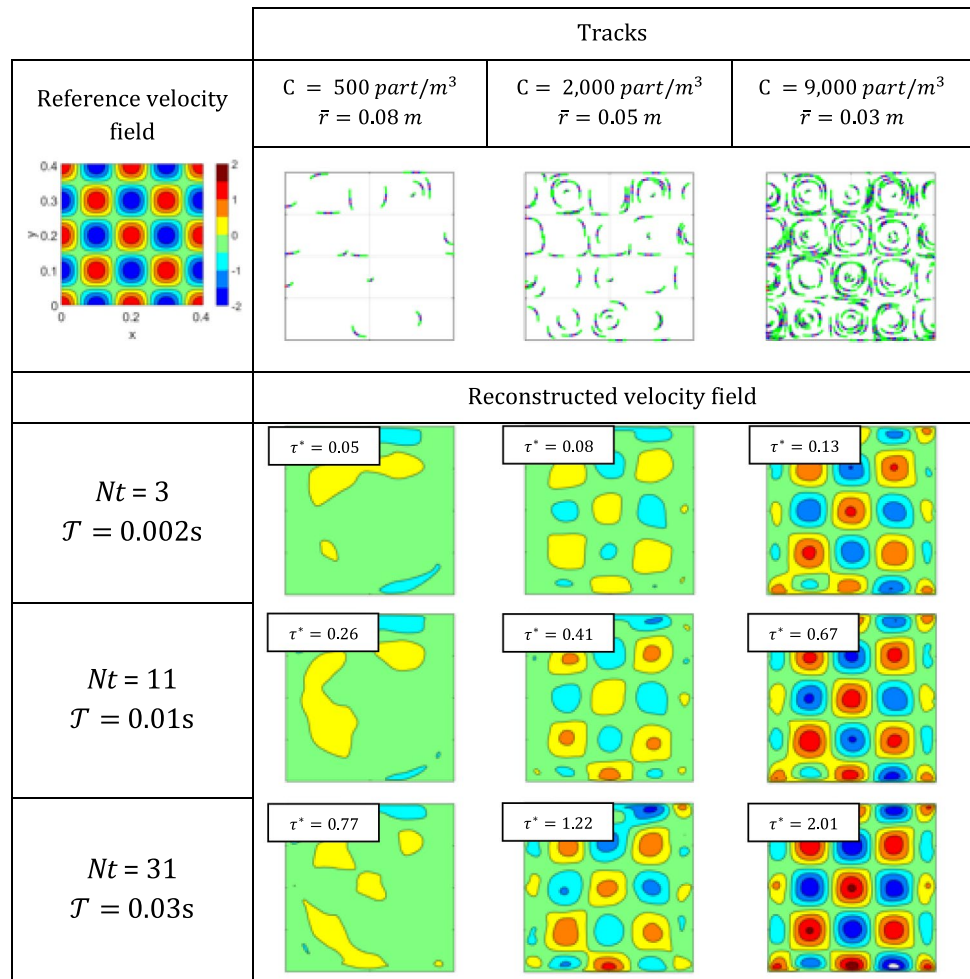 Tracks
Reference velocity
field
C = 500 part/m³
r̄ = 0.08 m
C = 2,000 part/m³
r̄ = 0.05 m
C = 9,000 part/m³
r̄ = 0.03 m
0.4
0.3
0.2
0.1
0
y
0
0.2
0.4
x
2
1
0
-1
-2
Reconstructed velocity field
Nt = 3
𝒯 = 0.002s
τ* = 0.05
τ* = 0.08
τ* = 0.13
Nt = 11
𝒯 = 0.01s
τ* = 0.26
τ* = 0.41
τ* = 0.67
Nt = 31
𝒯 = 0.03s
τ* = 0.77
τ* = 1.22
τ* = 2.01